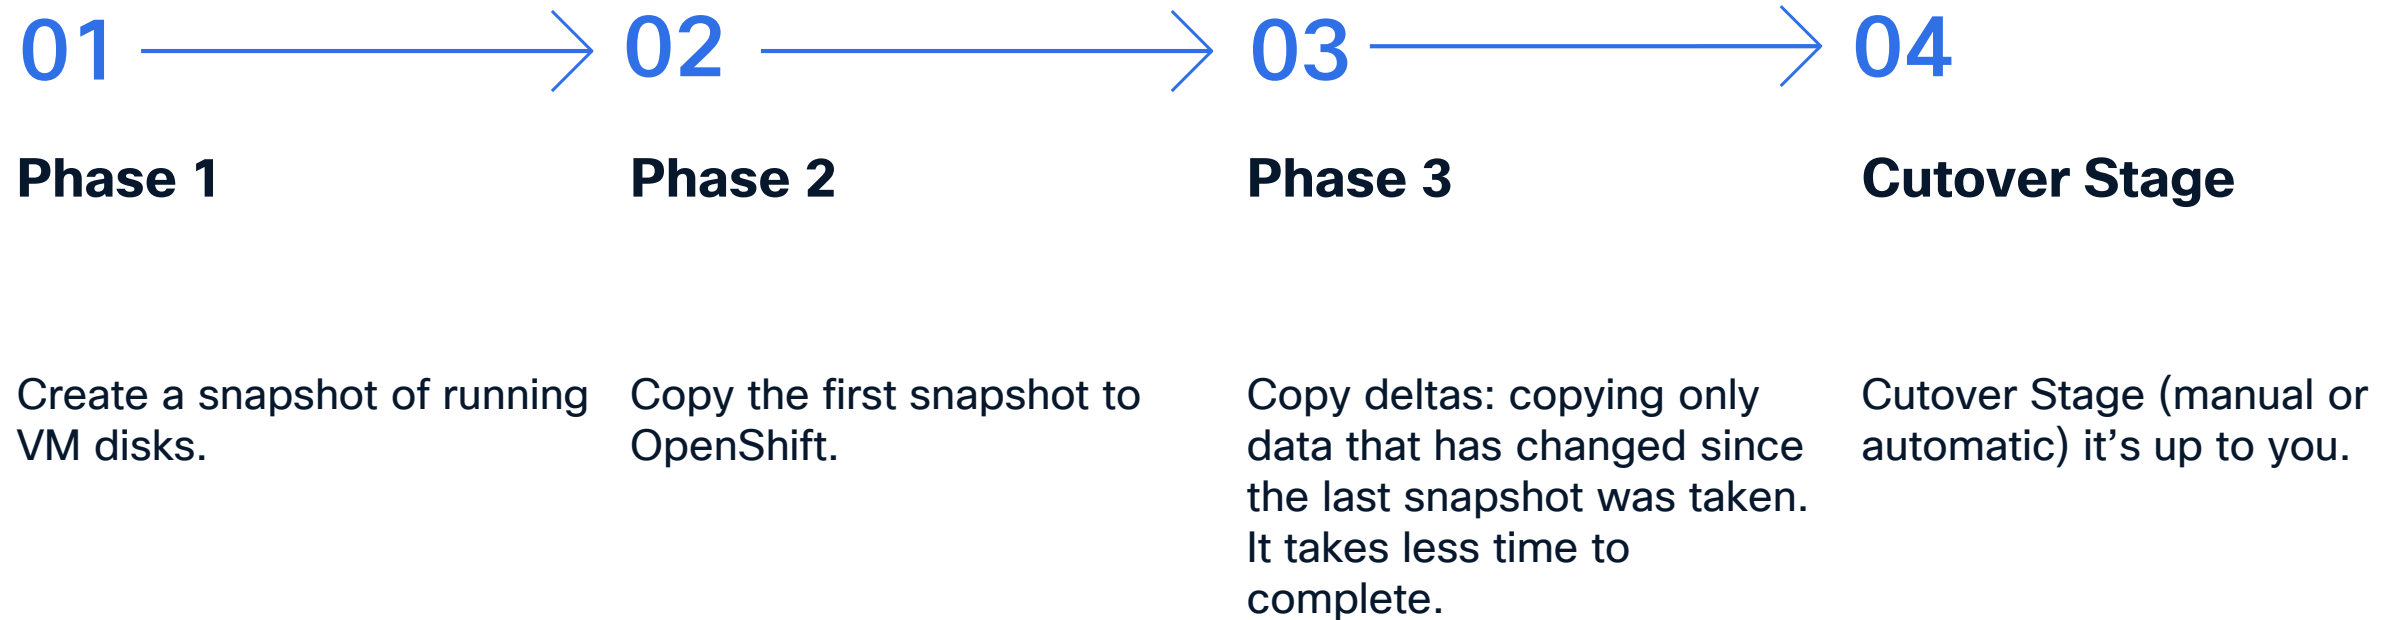 01
02
03
04
Phase 1
Phase 2
Phase 3
Cutover Stage
Create a snapshot of running
VM disks.
Copy the first snapshot to
OpenShift.
Copy deltas: copying only
data that has changed since
the last snapshot was taken.
It takes less time to
complete.
Cutover Stage (manual or
automatic) it’s up to you.